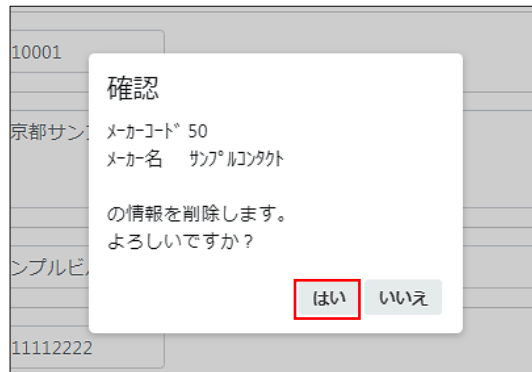 10001
確認
ﾒｰｶｰｺｰﾄﾞ 50
ﾒｰｶｰ名 ｻﾝﾌﾟﾙｺﾝﾀｸﾄ
京都サン
の情報を削除します。
よろしいですか？
ンプルビ
はい いいえ
11112222